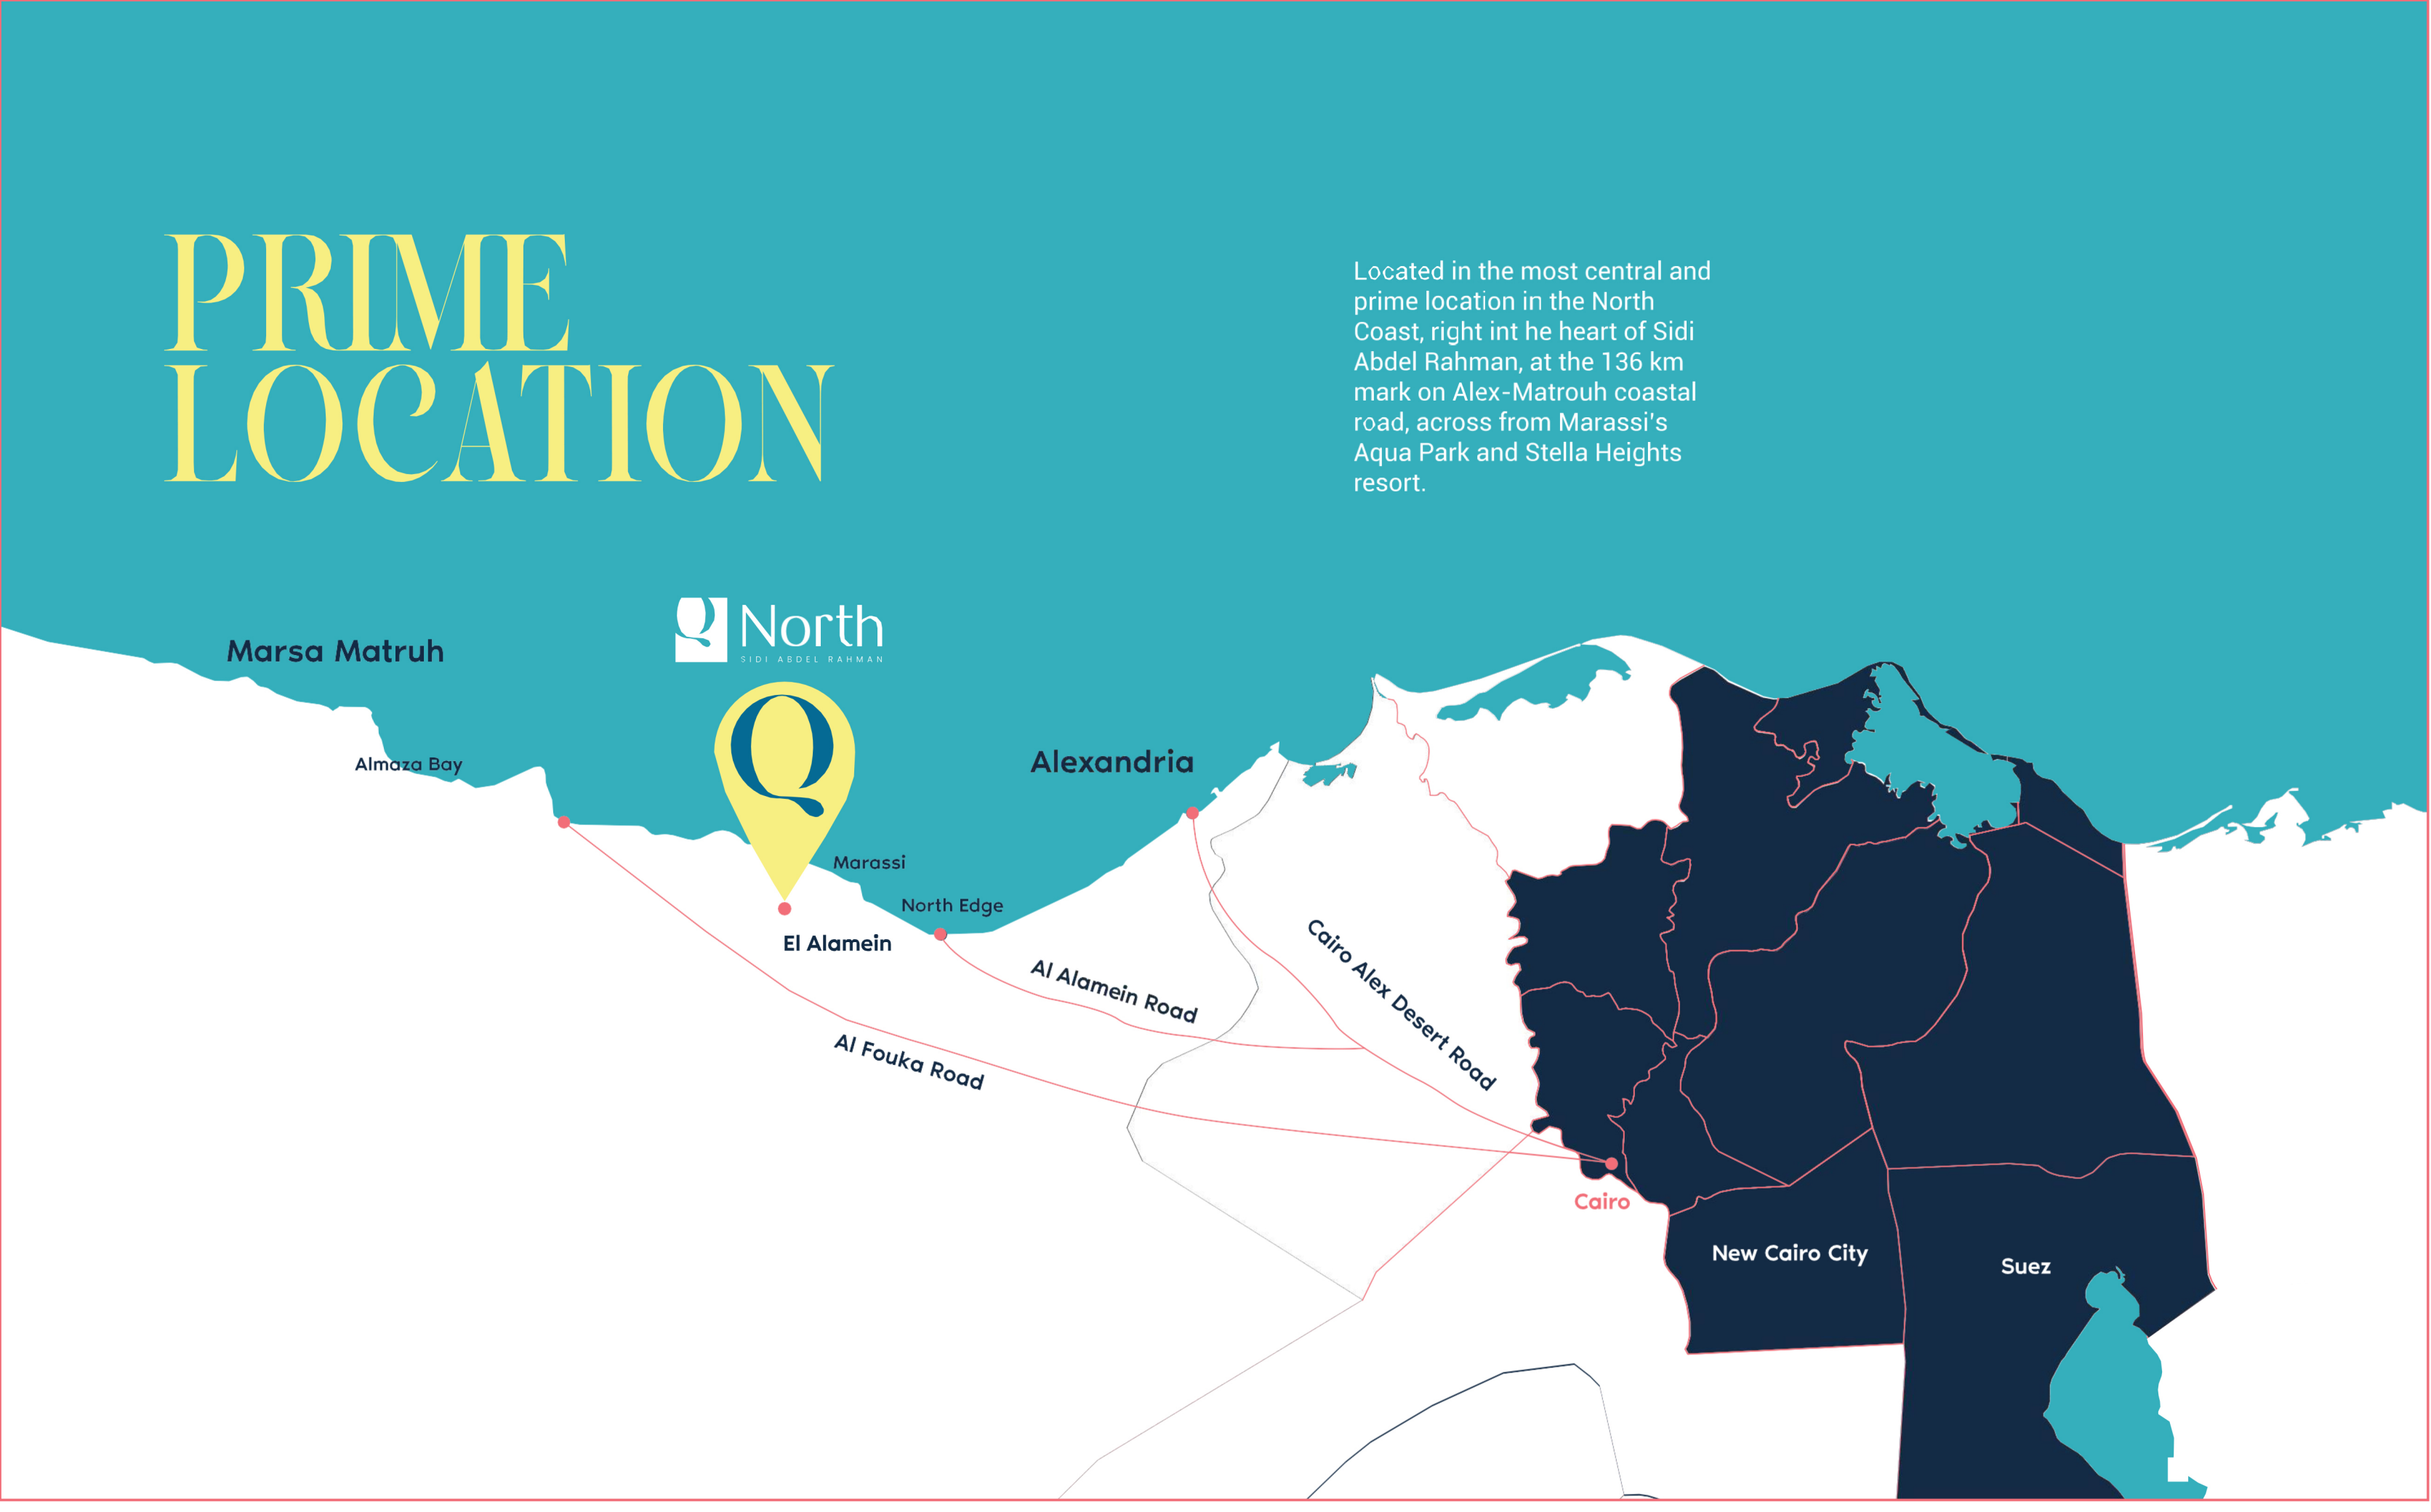 PRIME
LOCATION
Located in the most central and
prime location in the North
Coast, right int he heart of Sidi
Abdel Rahman, at the 136 km
mark on Alex-Matrouh coastal
road, across from Marassi's
Aqua Park and Stella Heights
resort.
Q North
SIDI ABDEL RAHMAN
Marsa Matruh
Q
Alexandria
Almaza Bay
Marassi
North Edge
El Alamein
Al Alamein Road
Cairo Alex Desert Road
Al Fouka Road
Cairo
New Cairo City
Suez